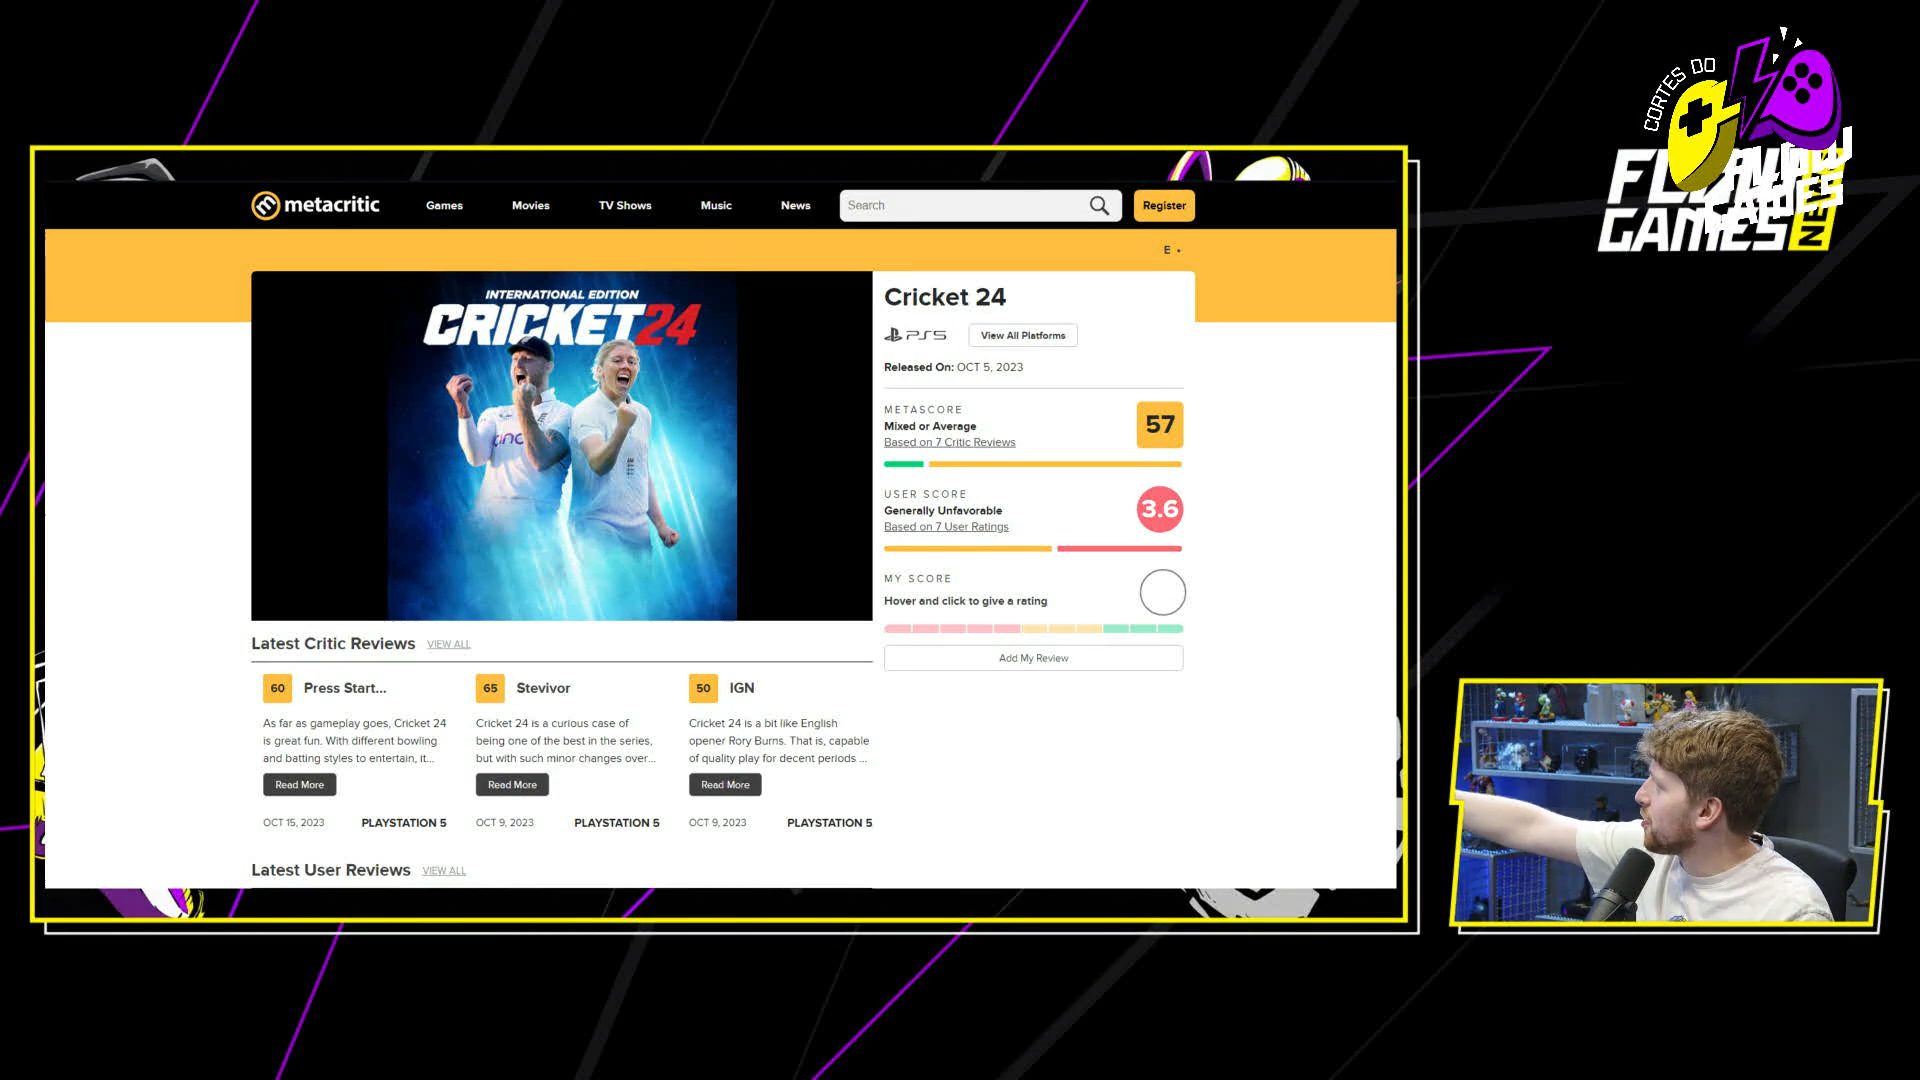 CORTES DO
GAMES
NEWS
metacritic
Games
Movies
TV Shows
Music
News
Search
Register
E
INTERNATIONAL EDITION
CRICKET 24
Cricket 24
PS5
View All Platforms
Released On: OCT 5, 2023
METASCORE
Mixed or Average
Based on 7 Critic Reviews
57
USER SCORE
Generally Unfavorable
Based on 7 User Ratings
3.6
MY SCORE
Hover and click to give a rating
Add My Review
Latest Critic Reviews VIEW ALL
60 Press Start...
As far as gameplay goes, Cricket 24
is great fun. With different bowling
and batting styles to entertain, it...
Read More
OCT 15, 2023 PLAYSTATION 5
65 Stevivor
Cricket 24 is a curious case of
being one of the best in the series,
but with such minor changes over...
Read More
OCT 9, 2023 PLAYSTATION 5
50 IGN
Cricket 24 is a bit like English
opener Rory Burns. That is, capable
of quality play for decent periods ...
Read More
OCT 9, 2023 PLAYSTATION 5
Latest User Reviews VIEW ALL